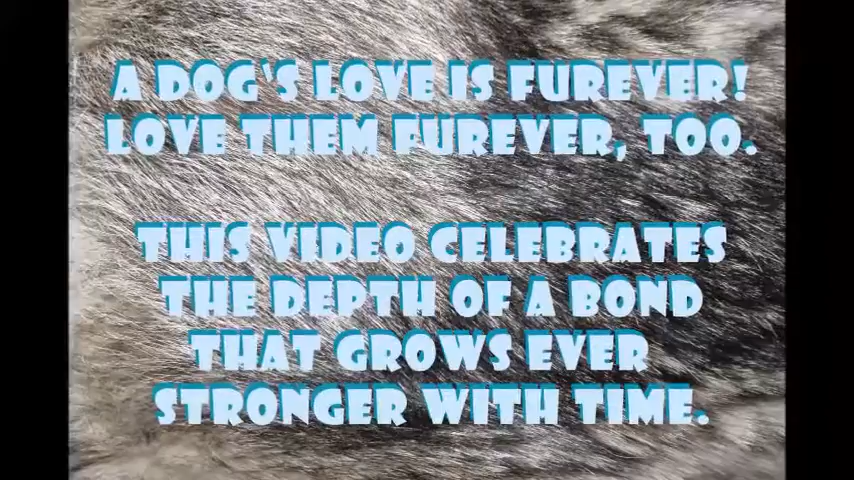 A DOG'S LOVE IS FUREVER!
LOVE THEM FUREVER, TOO.
THIS VIDEO CELEBRATES
THE DEPTH OF A BOND
THAT GROWS EVER
STRONGER WITH TIME.